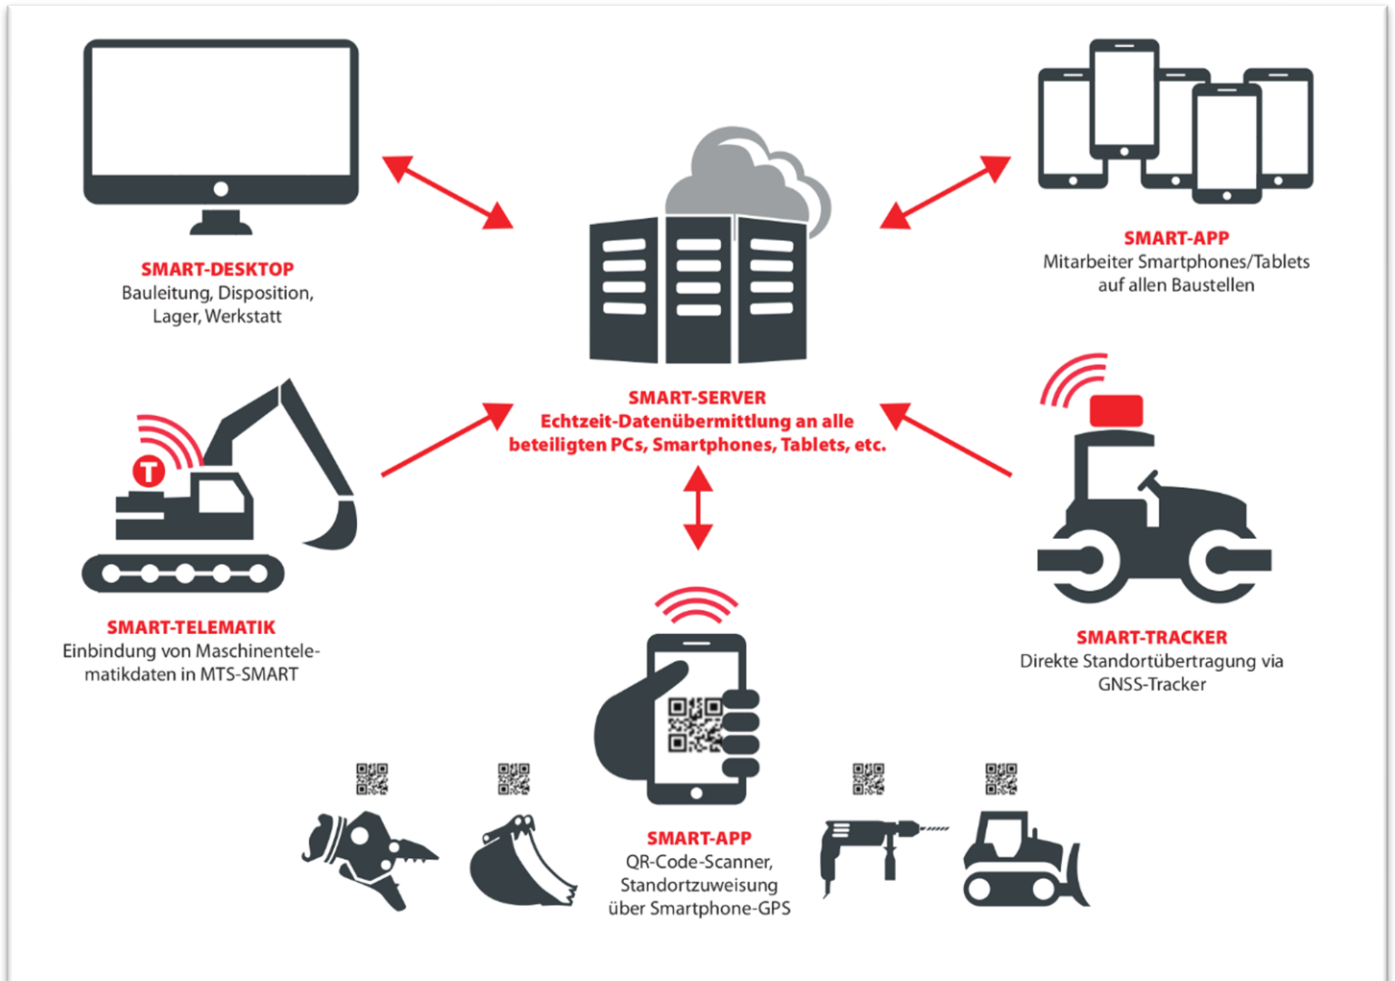 SMART-DESKTOP
Bauleitung, Disposition,
Lager, Werkstatt
SMART-APP
Mitarbeiter Smartphones/Tablets
auf allen Baustellen
SMART-SERVER
Echtzeit-Datenübermittlung an alle
beteiligten PCs, Smartphones, Tablets, etc.
T
SMART-TELEMATIK
Einbindung von Maschinentele-
matikdaten in MTS-SMART
SMART-TRACKER
Direkte Standortübertragung via
GNSS-Tracker
SMART-APP
QR-Code-Scanner,
Standortzuweisung
über Smartphone-GPS